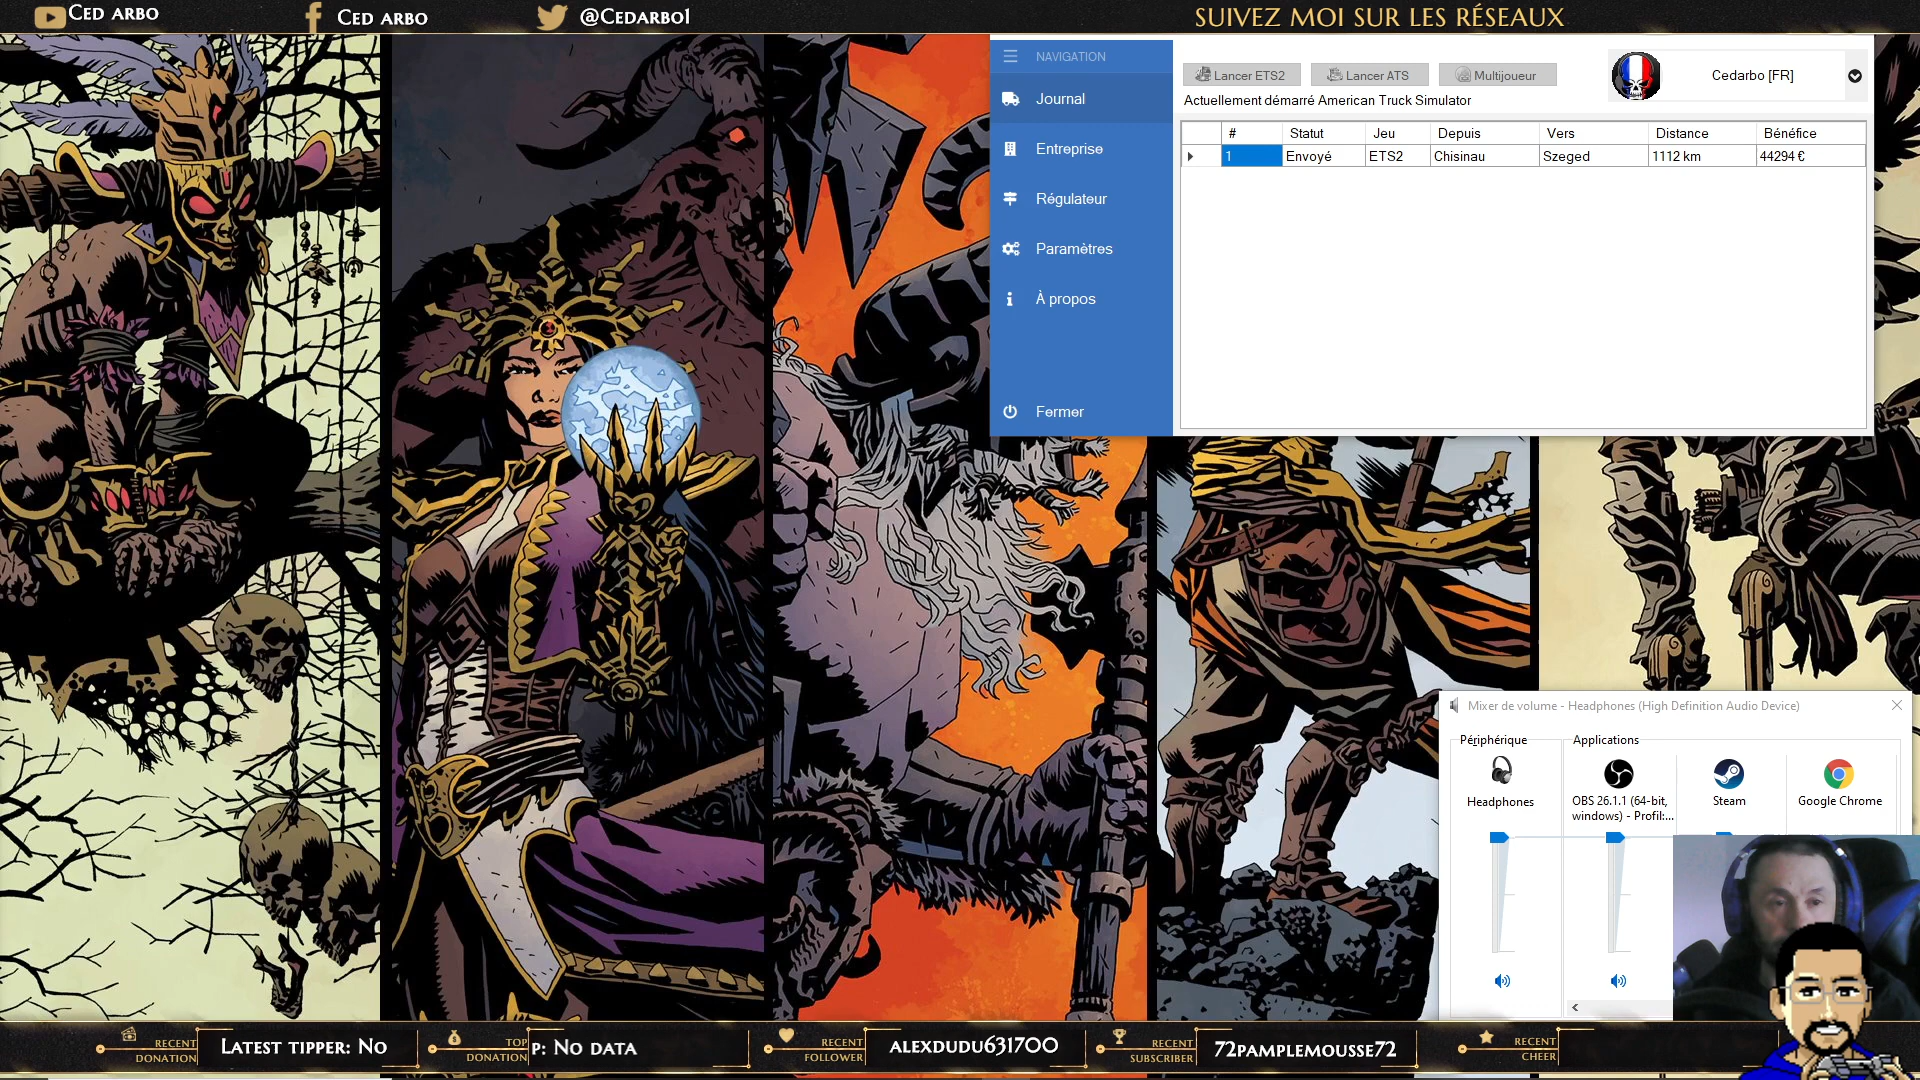 Ced arbo
Ced arbo
@Cedarbo1
SUIVEZ MOI SUR LES RÉSEAUX
NAVIGATION
Journal
Entreprise
Régulateur
Paramètres
À propos
Fermer
Lancer ETS2
Lancer ATS
Multijoueur
Cedarbo [FR]
Actuellement démarré American Truck Simulator
# Statut Jeu Depuis Vers Distance Bénéfice
1 Envoyé ETS2 Chisinau Szeged 1112 km 44294 €
Mixer de volume - Headphones (High Definition Audio Device)
Périphérique
Applications
Headphones
OBS 26.1.1 (64-bit,
windows) - Profil:...
Steam
Google Chrome
RECENT
DONATION
Latest tipper: No
TOP
DONATION
p: No data
RECENT
FOLLOWER
alexdudu631700
RECENT
SUBSCRIBER
72pamplemousse72
RECENT
CHEER